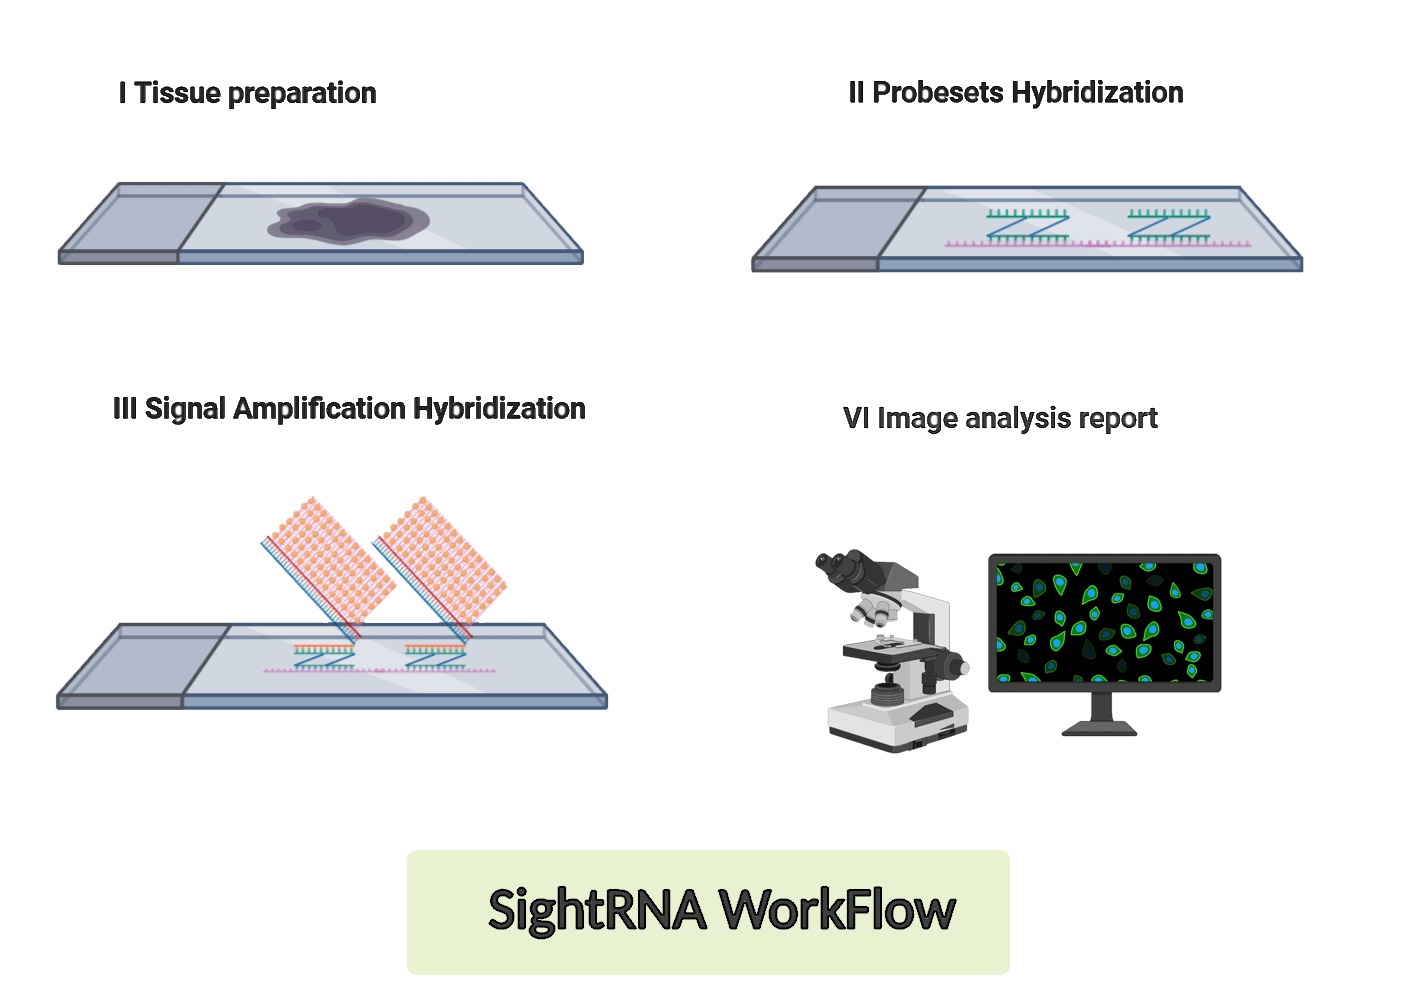 I Tissue preparation
II Probesets Hybridization
III Signal Amplification Hybridization
VI Image analysis report
SightRNA WorkFlow